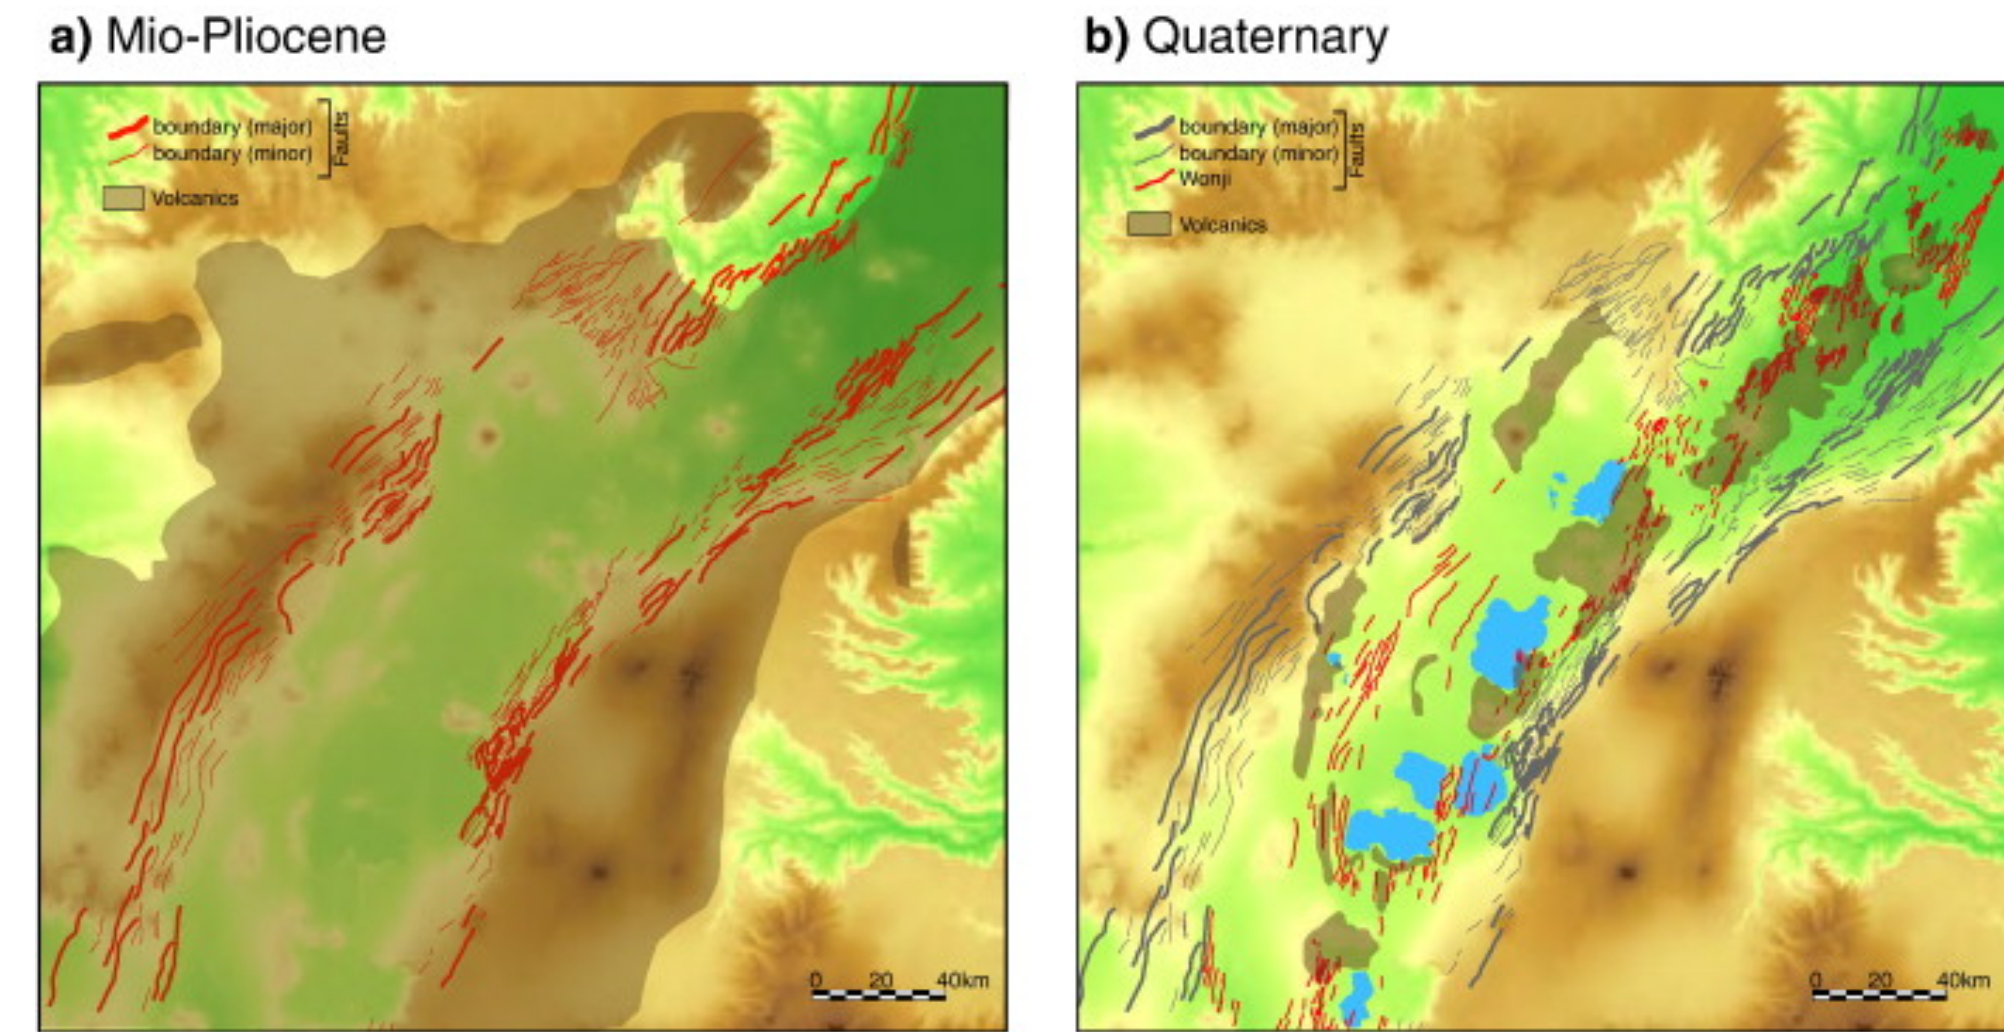 a) Mio-Pliocene
boundary (major)
boundary (minor)
Faults
Volcanics
0 20 40km
b) Quaternary
boundary (major)
boundary (minor)
Wonji
Faults
Volcanics
0 20 40km